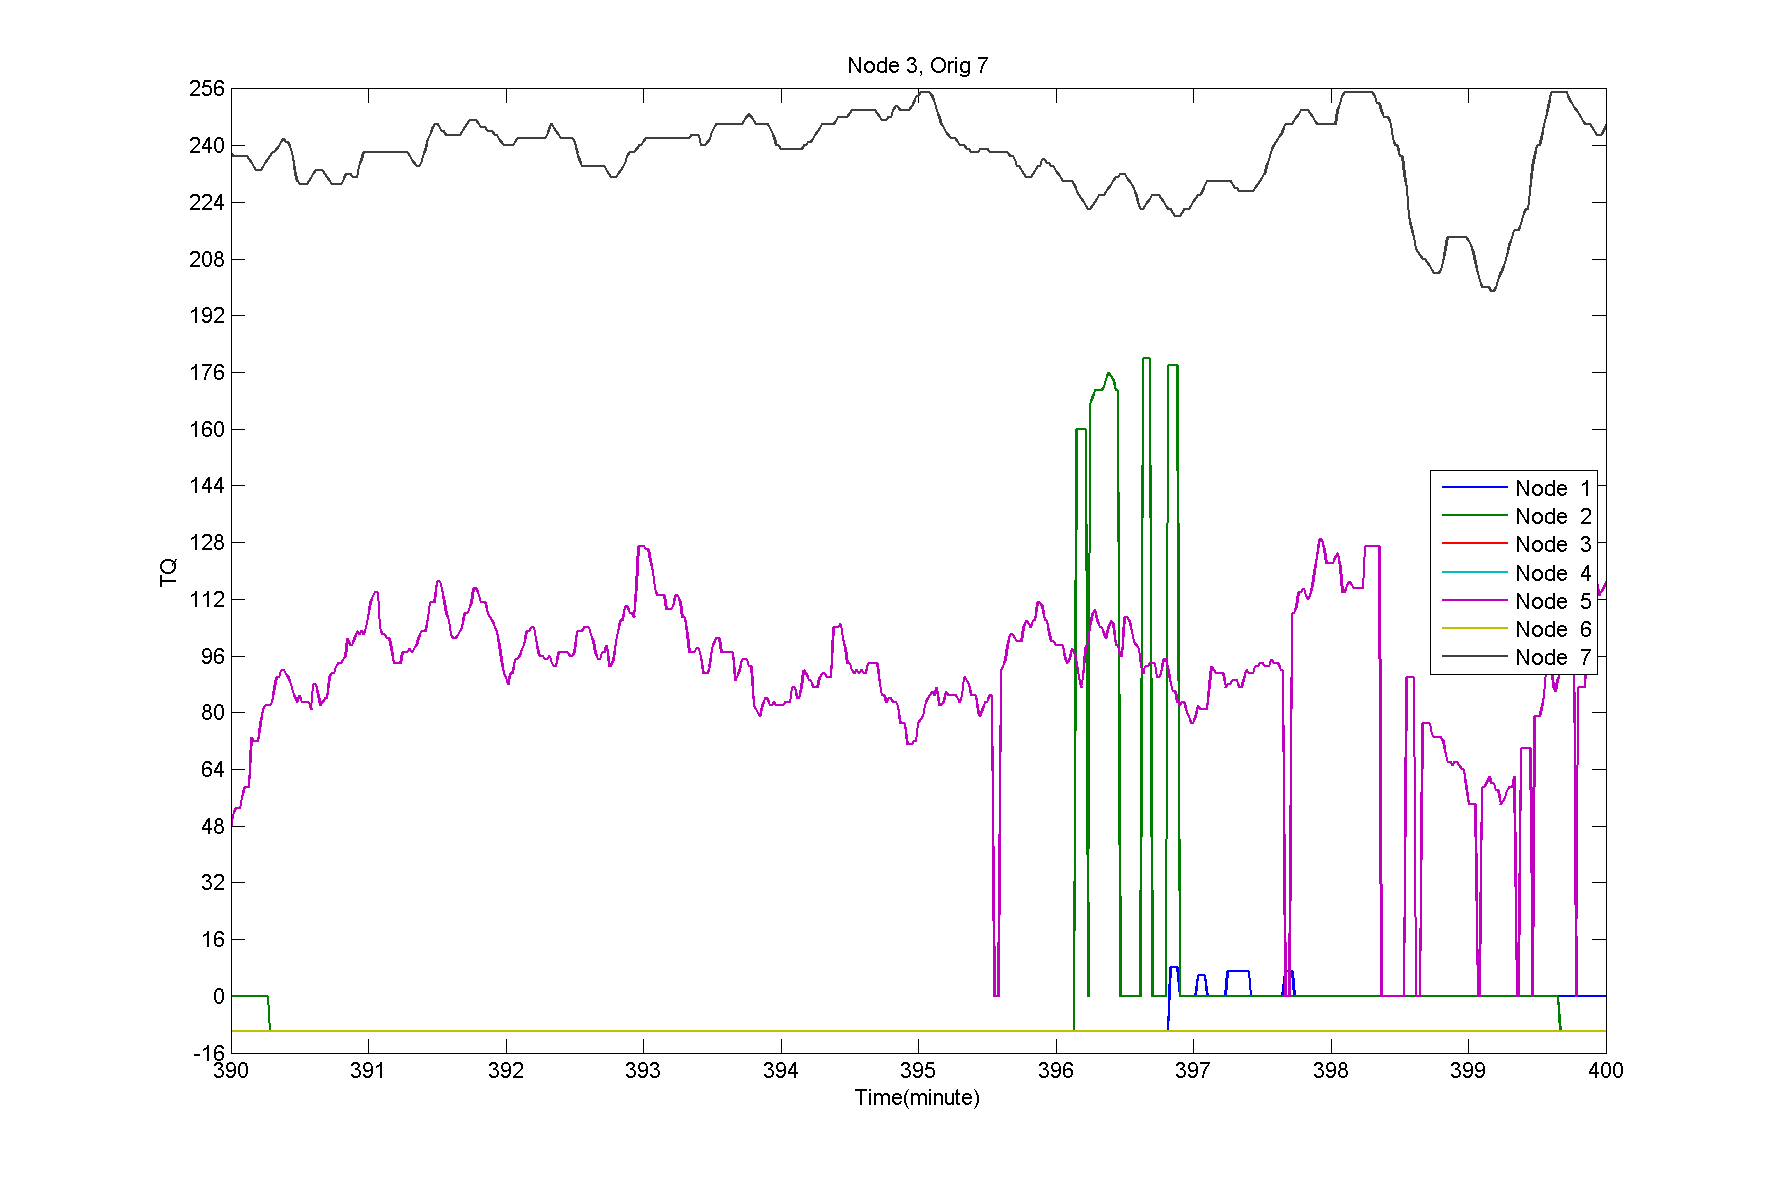 Node 3, Orig 7
256
240
224
208
192
176
160
144
128
112
96
80
64
48
32
16
0
-16
TQ
Node 1
Node 2
Node 3
Node 4
Node 5
Node 6
Node 7
390 391 392 393 394 395 396 397 398 399 400
Time(minute)